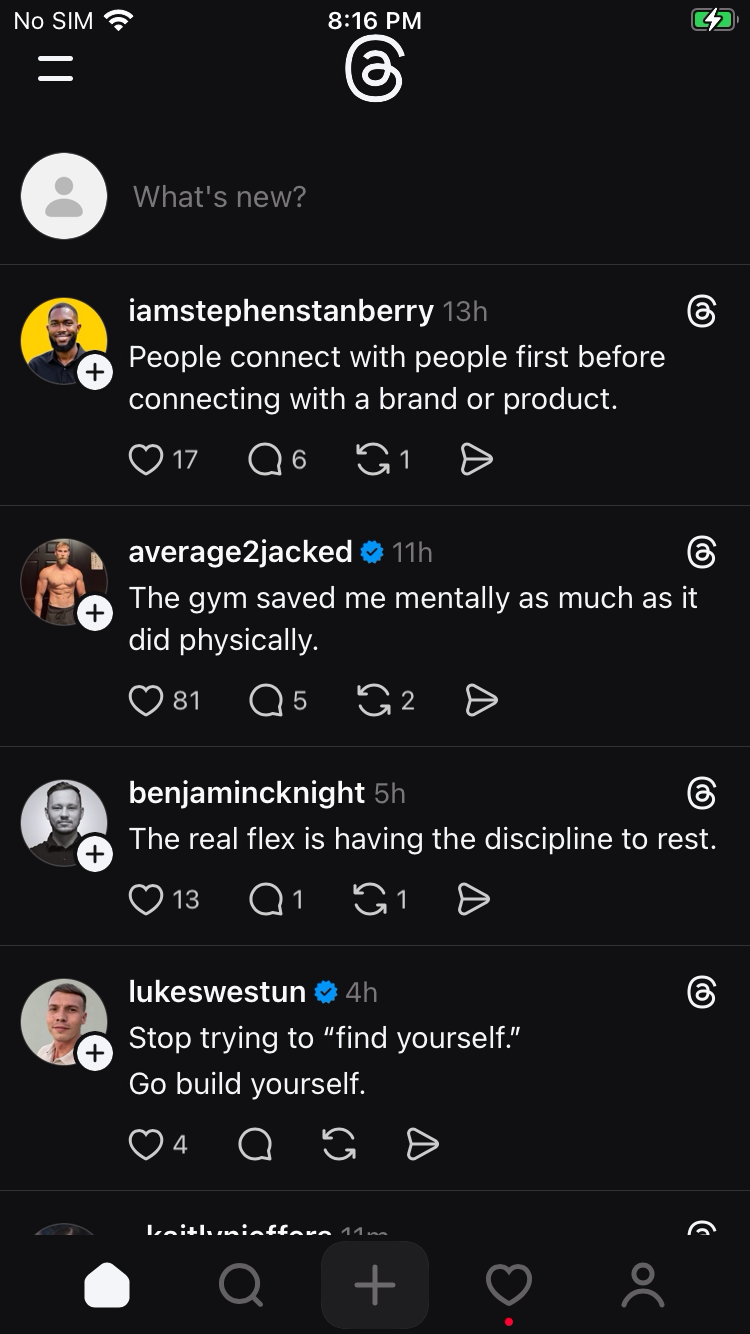 No SIM 8:16 PM
What's new?
iamstephenstanberry 13h
People connect with people first before
connecting with a brand or product.
17 6 1
average2jacked 11h
The gym saved me mentally as much as it
did physically.
81 5 2
benjamincknight 5h
The real flex is having the discipline to rest.
13 1 1
lukeswestun 4h
Stop trying to “find yourself.”
Go build yourself.
4
11m